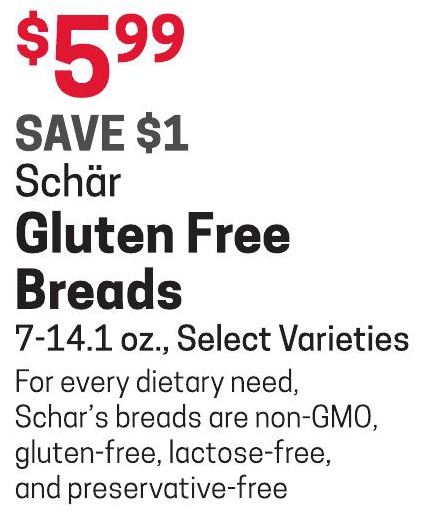 $5.99
SAVE $1
Schär
Gluten Free
Breads
7-14.1 oz., Select Varieties
For every dietary need,
Schar's breads are non-GMO,
gluten-free, lactose-free,
and preservative-free